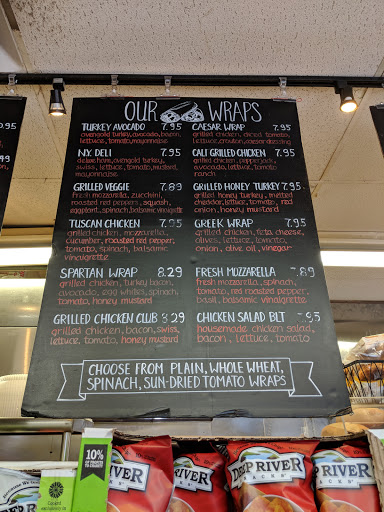 OUR WRAPS
TURKEY AVOCADO 7.95
ovengold turkey, avocado, bacon,
lettuce, tomato, mayonnaise
N.Y. DELI 7.95
deluxe ham, ovengold turkey,
swiss, lettuce, tomato, mustard,
mayonnaise
GRILLED VEGGIE 7.89
fresh mozzarella, zucchini,
roasted red peppers, squash,
eggplant, spinach, balsamic vinaigrette
TUSCAN CHICKEN 7.95
grilled chicken, mozzarella,
cucumber, roasted red pepper,
tomato, spinach, balsamic
vinaigrette
SPARTAN WRAP 8.29
grilled chicken, turkey bacon,
avocado, egg whites, spinach,
tomato, honey mustard
GRILLED CHICKEN CLUB 8.29
grilled chicken, bacon, swiss,
lettuce, tomato, honey mustard
CAESAR WRAP 7.95
grilled chicken, diced tomato,
lettuce, crouton, caesar dressing
CALI GRILLED CHICKEN 7.95
grilled chicken, pepperjack,
avocado, lettuce, tomato
ranch
GRILLED HONEY TURKEY 7.95
grilled honey turkey, melted
cheddar, lettuce, tomato, red
onion, honey mustard
GREEK WRAP 7.95
grilled chicken, feta cheese,
olives, lettuce, tomato,
onion, olive oil, vinegar
FRESH MOZZARELLA 7.89
fresh mozzarella, spinach,
tomato, red roasted pepper,
basil, balsamic vinaigrette
CHICKEN SALAD BLT 7.95
housemade chicken salad,
bacon, lettuce, tomato
CHOOSE FROM PLAIN, WHOLE WHEAT,
SPINACH, SUN-DRIED TOMATO WRAPS
7.95
10%
RIVER
DEEP RIVER
SNACKS
DEEP RIVER